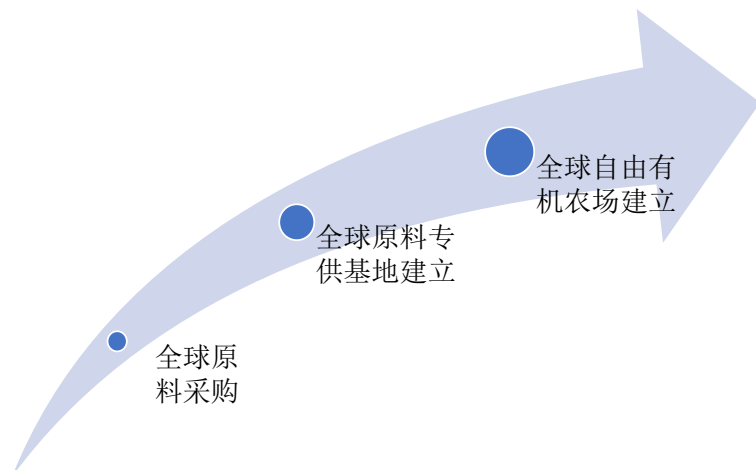 全球自由有
机农场建立
全球原料专
供基地建立
全球原
料采购